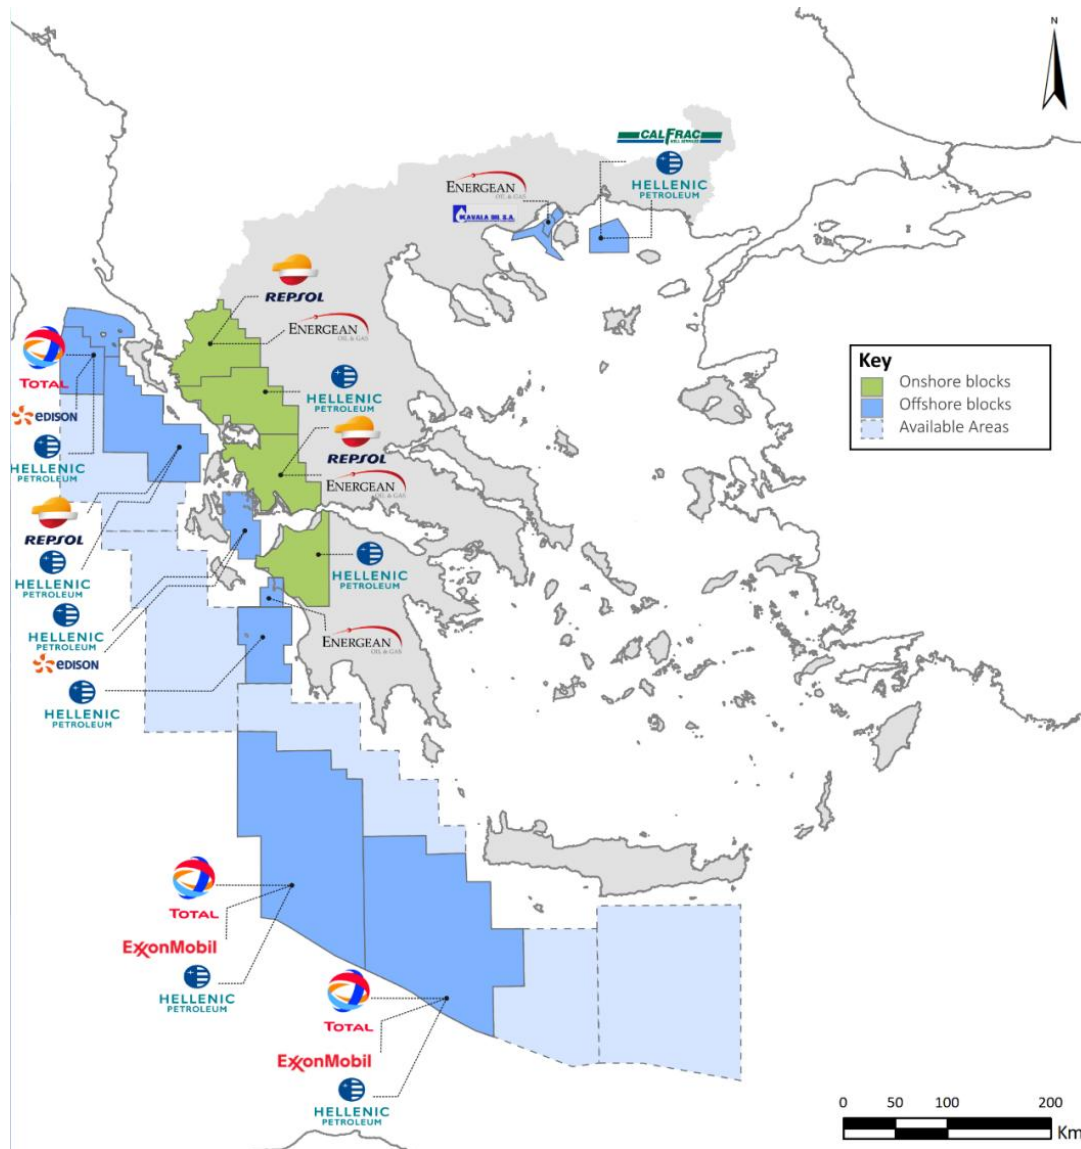 N
CALFRAC
WELL SERVICES
HELLENIC
PETROLEUM
ENERGEAN
OIL & GAS
KAVALA OIL S.A.
REPSOL
ENERGEAN
OIL & GAS
HELLENIC
PETROLEUM
REPSOL
ENERGEAN
OIL & GAS
HELLENIC
PETROLEUM
ENERGEAN
OIL & GAS
TOTAL
EDISON
HELLENIC
PETROLEUM
REPSOL
HELLENIC
PETROLEUM
HELLENIC
PETROLEUM
EDISON
HELLENIC
PETROLEUM
TOTAL
ExxonMobil
HELLENIC
PETROLEUM
TOTAL
ExxonMobil
HELLENIC
PETROLEUM
Key
Onshore blocks
Offshore blocks
Available Areas
0 50 100 200
Km